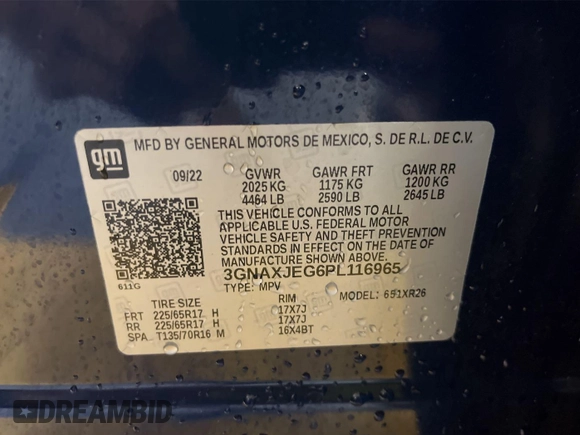 gm
MFD BY GENERAL MOTORS DE MEXICO, S. DE R.L. DE C.V.
09/22 GVWR GAWR FRT GAWR RR
2025 KG 1175 KG 1200 KG
4464 LB 2590 LB 2645 LB
THIS VEHICLE CONFORMS TO ALL
APPLICABLE U.S. FEDERAL MOTOR
VEHICLE SAFETY AND THEFT PREVENTION
STANDARDS IN EFFECT ON THE DATE OF
MANUFACTURE SHOWN ABOVE.
611G 3GNAXJEG6PL116965
TYPE: MPV MODEL: 651XR26
TIRE SIZE RIM
FRT 225/65R17 H 17X7J
RR 225/65R17 H 17X7J
SPA T135/70R16 M 16X4BT
DREAMBID